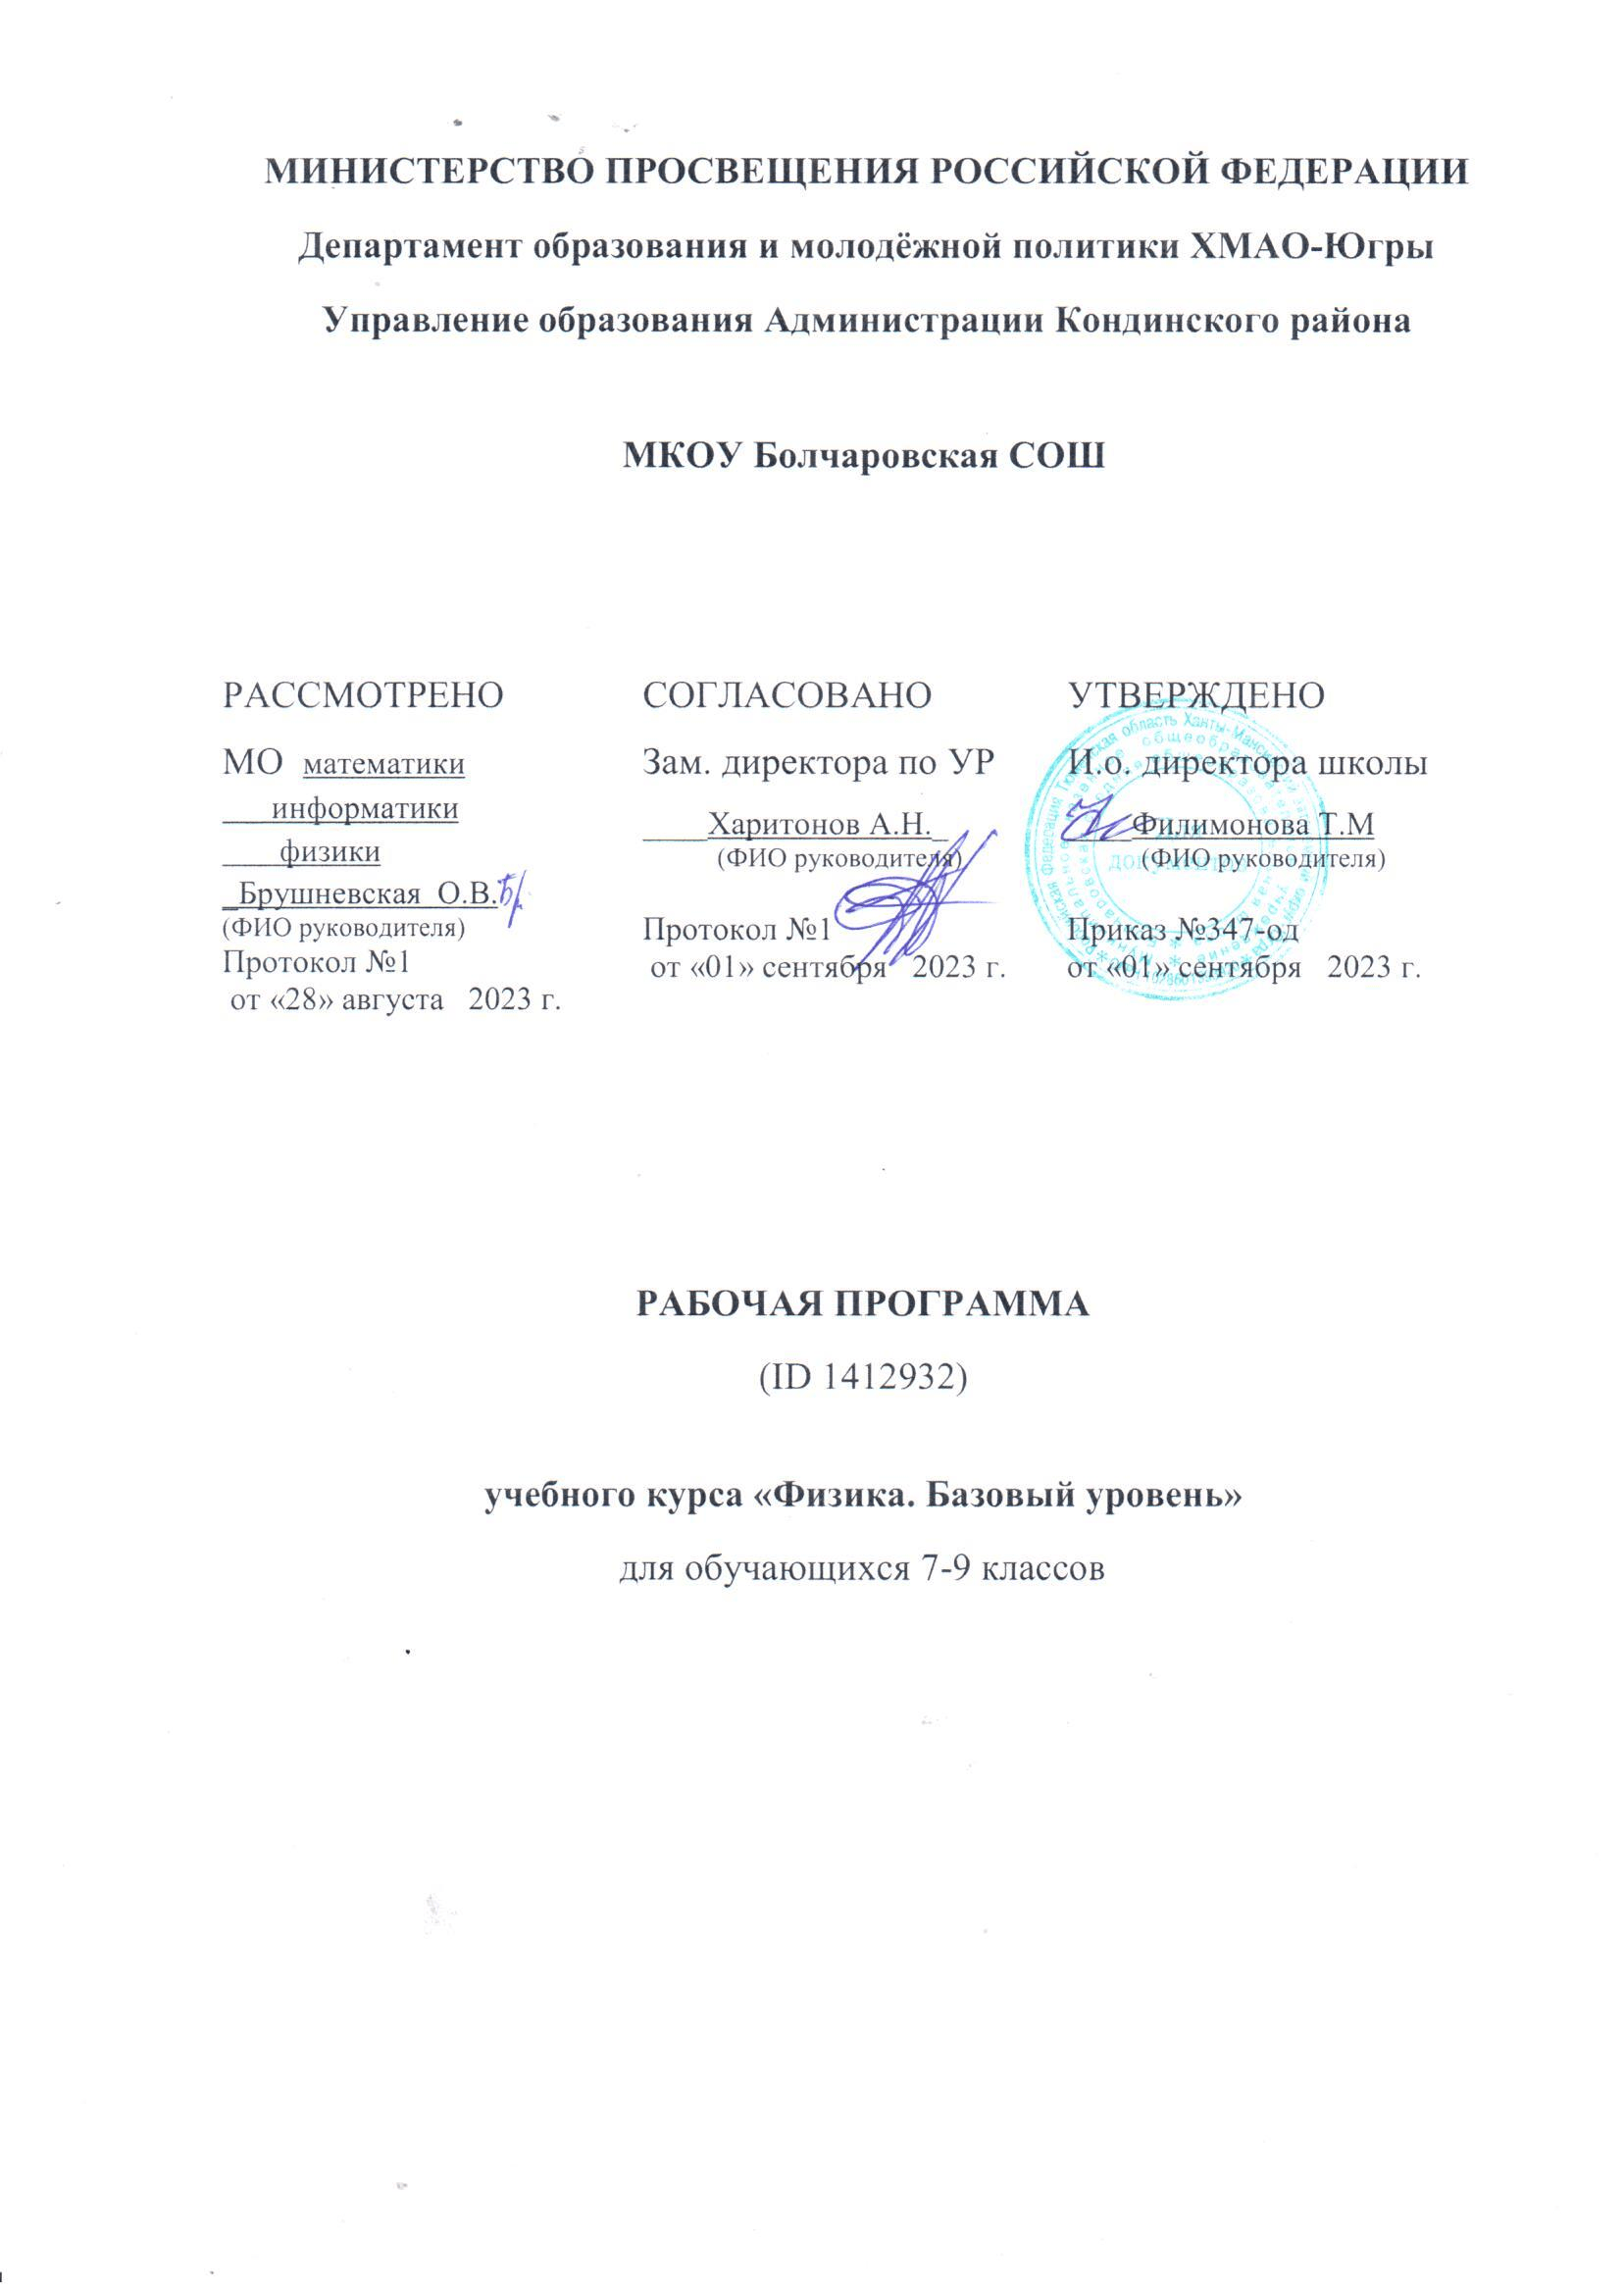 МИНИСТЕРСТВО ПРОСВЕЩЕНИЯ РОССИЙСКОЙ ФЕДЕРАЦИИ
Департамент образования и молодёжной политики ХМАО-Югры
Управление образования Администрации Кондинского района
МКОУ Болчаровская СОШ
РАССМОТРЕНО
МО математики
информатики
физики
Брушневская О.В.
(ФИО руководителя)
Протокол №1
от «28» августа 2023 г.
СОГЛАСОВАНО
Зам. директора по УР
Харитонов А.Н.
(ФИО руководителя)
Протокол №1
от «01» сентября 2023 г.
УТВЕРЖДЕНО
И.о. директора школы
Филимонова Т.М
(ФИО руководителя)
Приказ №347-од
от «01» сентября 2023 г.
Для
документов
РАБОЧАЯ ПРОГРАММА
(ID 1412932)
учебного курса «Физика. Базовый уровень»
для обучающихся 7-9 классов